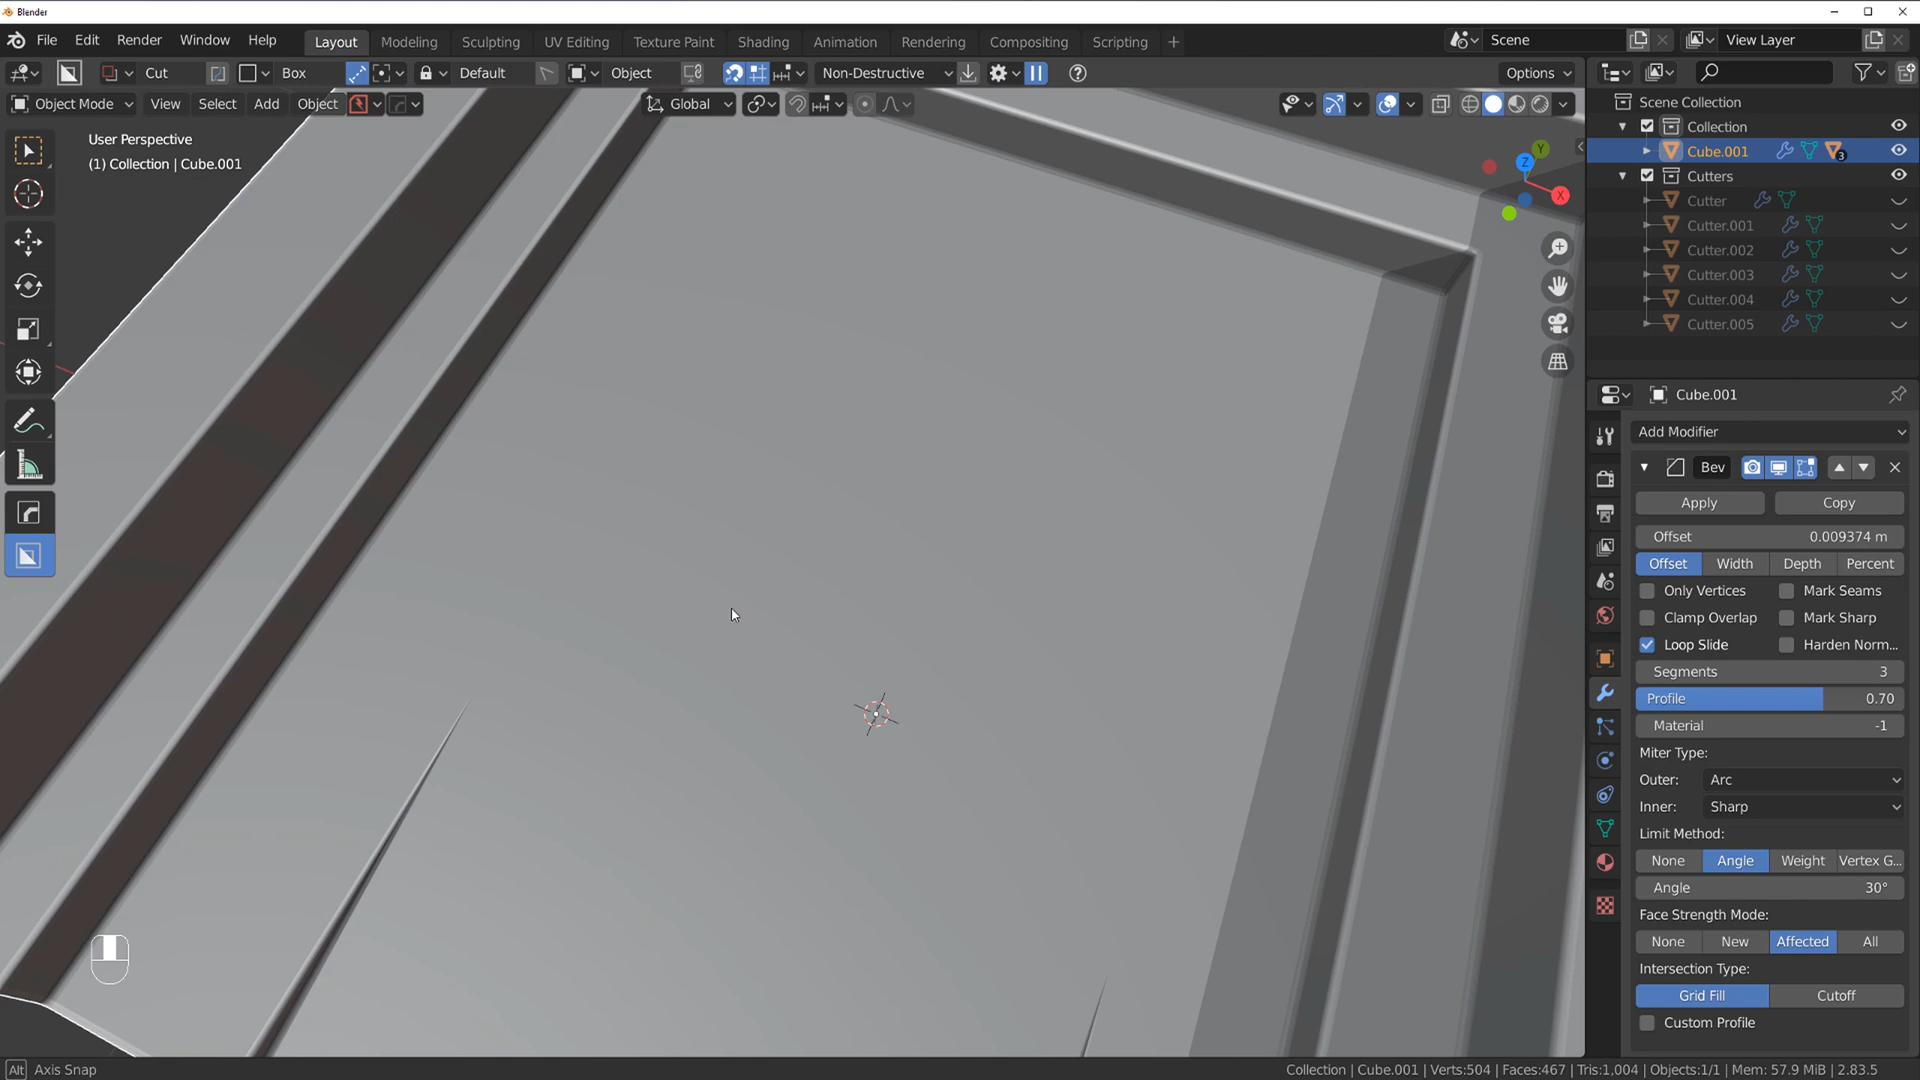 Blender
File Edit Render Window Help Layout Modeling Sculpting UV Editing Texture Paint Shading Animation Rendering Compositing Scripting + Scene View Layer
Cut Box Default Object Non-Destructive Options
Object Mode View Select Add Object Global
User Perspective
(1) Collection | Cube.001
Y
Z
X
Scene Collection
Collection
Cube.001 3
Cutters
Cutter
Cutter.001
Cutter.002
Cutter.003
Cutter.004
Cutter.005
Cube.001
Add Modifier
Bev
Apply Copy
Offset 0.009374 m
Offset Width Depth Percent
Only Vertices Mark Seams
Clamp Overlap Mark Sharp
Loop Slide Harden Norm...
Segments 3
Profile 0.70
Material -1
Miter Type:
Outer: Arc
Inner: Sharp
Limit Method:
None Angle Weight Vertex G...
Angle 30°
Face Strength Mode:
None New Affected All
Intersection Type:
Grid Fill Cutoff
Custom Profile
Alt Axis Snap Collection | Cube.001 | Verts:504 | Faces:467 | Tris:1,004 | Objects:1/1 | Mem: 57.9 MiB | 2.83.5